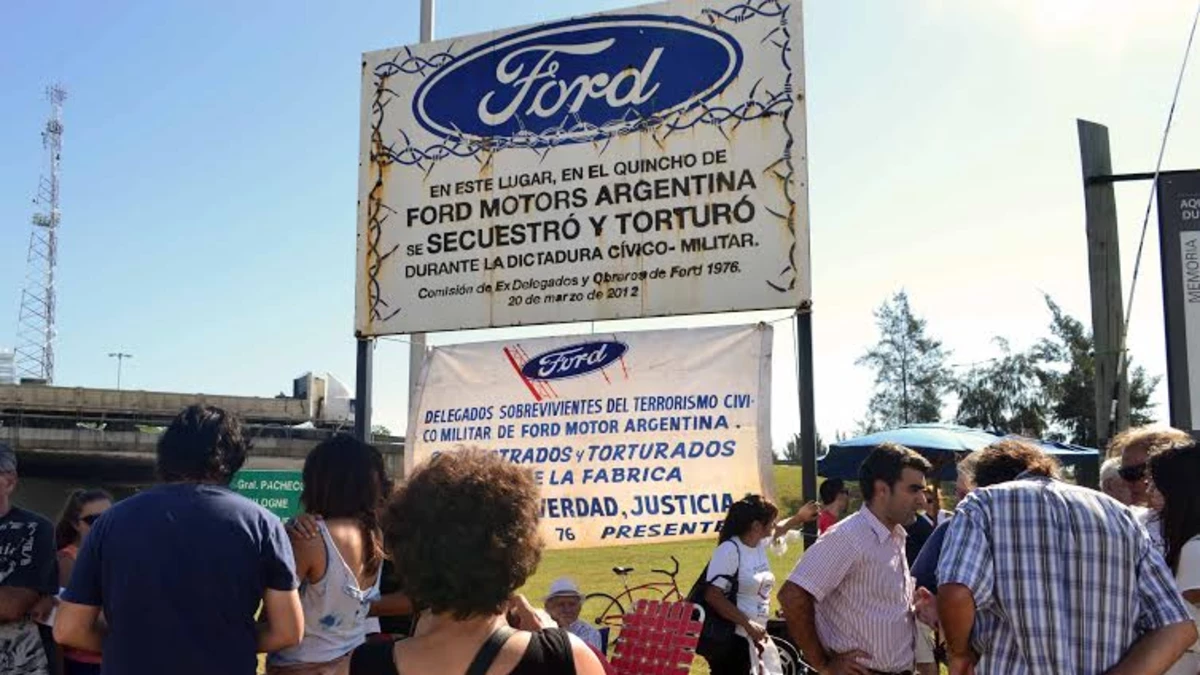 Ford
EN ESTE LUGAR, EN EL QUINCHO DE
FORD MOTORS ARGENTINA
SE SECUESTRÓ Y TORTURÓ
DURANTE LA DICTADURA CÍVICO- MILITAR.
Comisión de Ex Delegados y Obreros de Ford 1976.
20 de marzo de 2012
Ford
DELEGADOS SOBREVIVIENTES DEL TERRORISMO CIVI-
CO MILITAR DE FORD MOTOR ARGENTINA.
TRADOS y TORTURADOS
E LA FABRICA
VERDAD, JUSTICIA
76 PRESENTE
Gral. PACHECO
MEMORIA